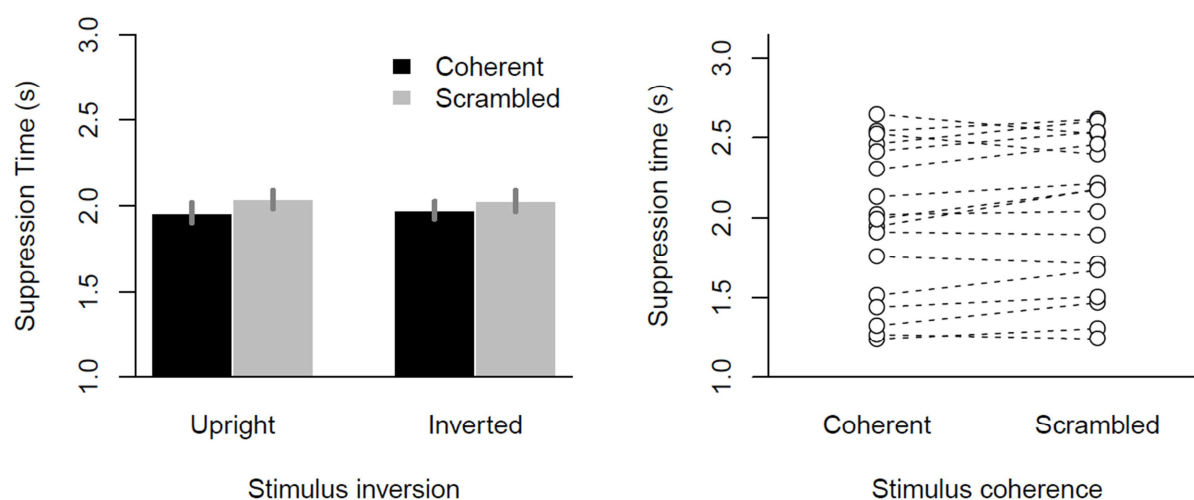 Suppression Time (s)
3.0
2.5
2.0
1.5
1.0
Coherent
Scrambled
Upright
Inverted
Stimulus inversion
Suppression time (s)
3.0
2.5
2.0
1.5
1.0
Coherent
Scrambled
Stimulus coherence